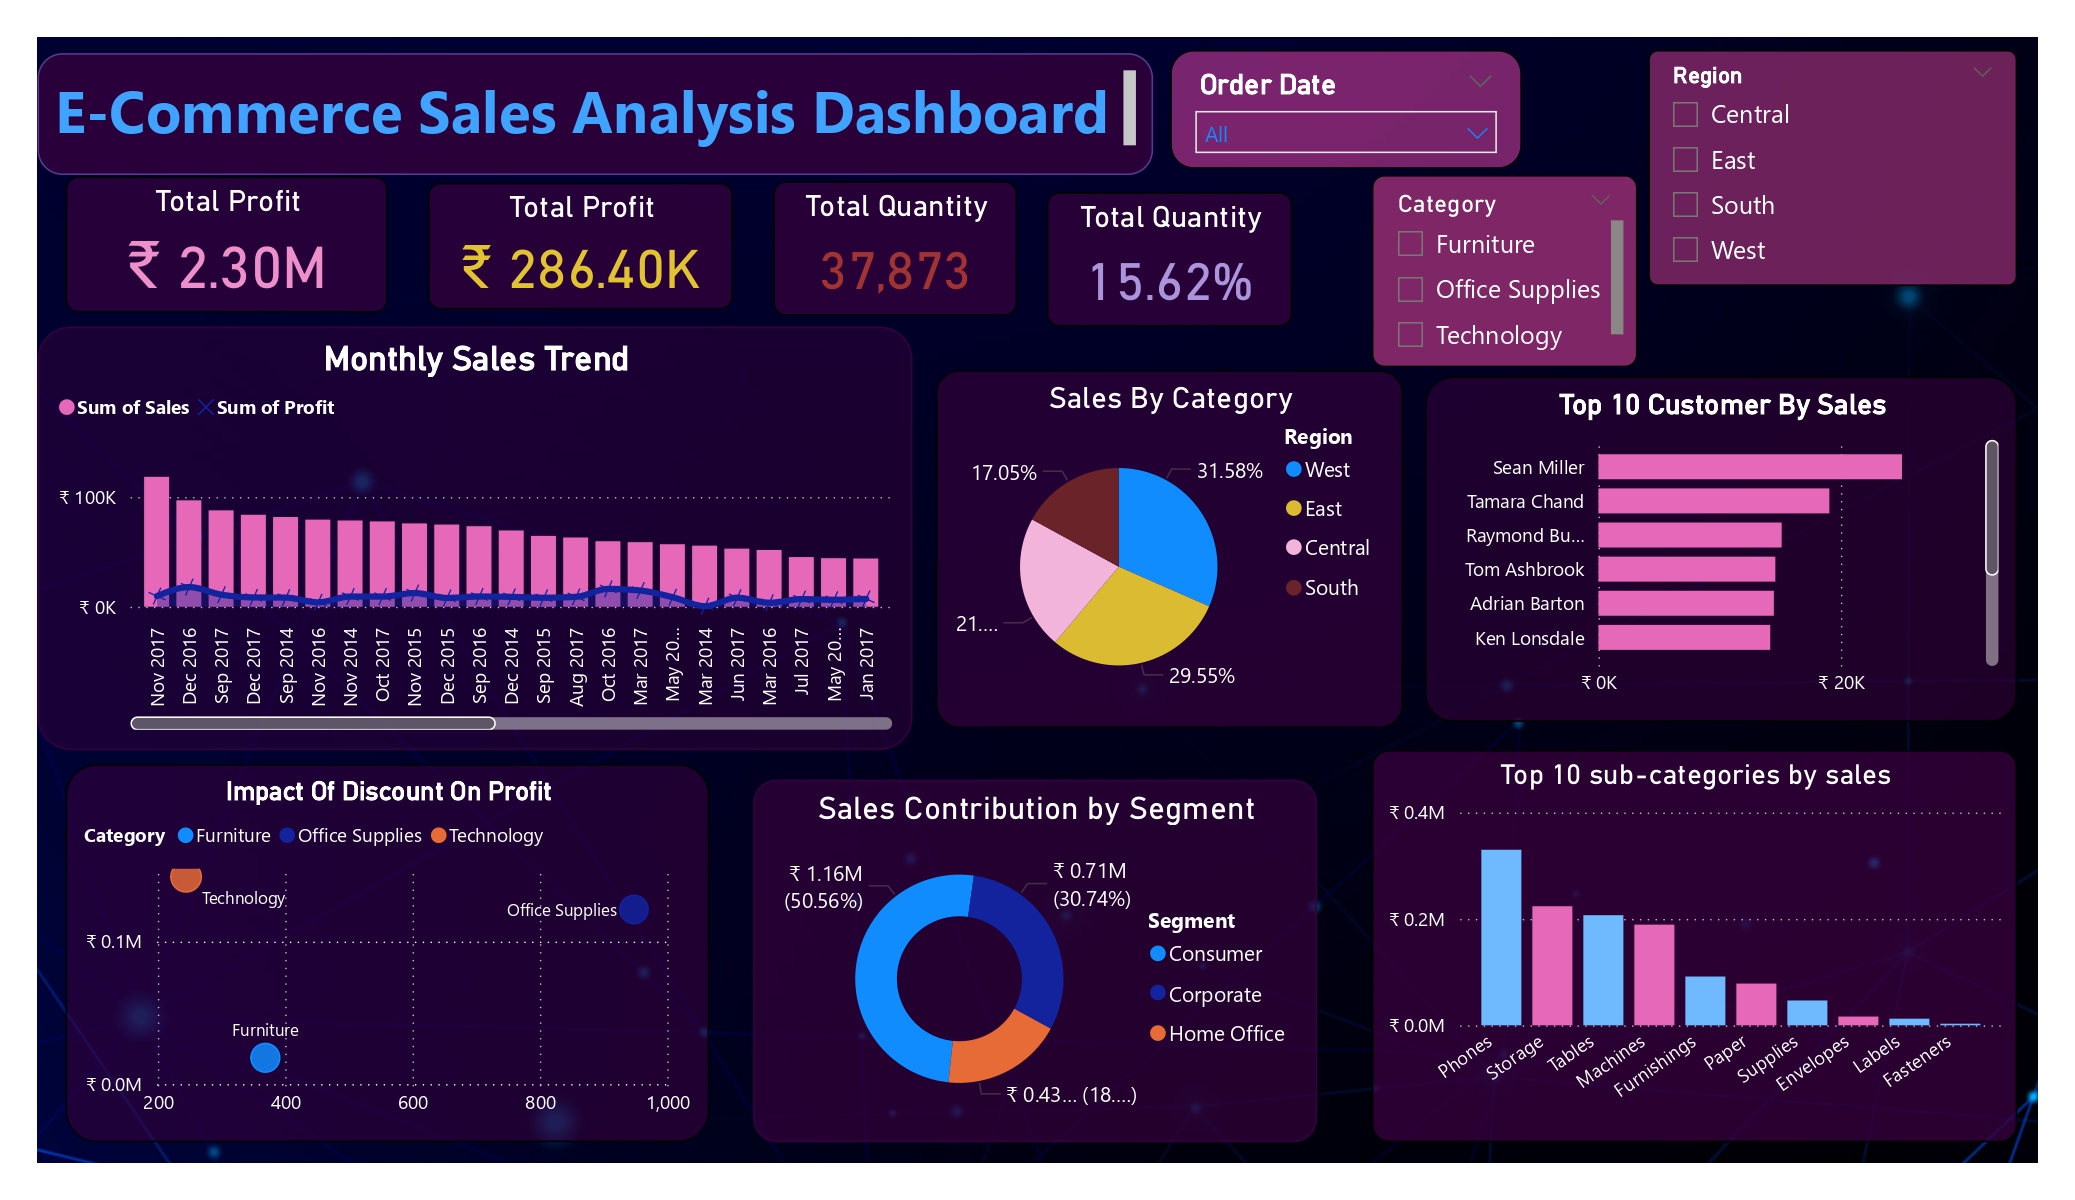 E-Commerce Sales Analysis Dashboard
Order Date
All
Region
Central
East
South
West
Category
Furniture
Office Supplies
Technology
Total Profit
₹ 2.30M
Total Profit
₹ 286.40K
Total Quantity
37,873
Total Quantity
15.62%
Monthly Sales Trend
Sum of Sales
Sum of Profit
₹ 100K
₹ 0K
Nov 2017
Dec 2016
Sep 2017
Dec 2017
Sep 2014
Nov 2016
Nov 2014
Oct 2017
Nov 2015
Dec 2015
Sep 2016
Dec 2014
Sep 2015
Aug 2017
Oct 2016
Mar 2017
May 20...
Mar 2014
Jun 2017
Mar 2016
Jul 2017
May 20...
Jan 2017
Sales By Category
17.05%
31.58%
21....
29.55%
Region
West
East
Central
South
Top 10 Customer By Sales
Sean Miller
Tamara Chand
Raymond Bu...
Tom Ashbrook
Adrian Barton
Ken Lonsdale
₹ 0K
₹ 20K
Impact Of Discount On Profit
Category
Furniture
Office Supplies
Technology
Technology
Office Supplies
Furniture
₹ 0.1M
₹ 0.0M
200
400
600
800
1,000
Sales Contribution by Segment
₹ 1.16M
(50.56%)
₹ 0.71M
(30.74%)
₹ 0.43... (18....)
Segment
Consumer
Corporate
Home Office
Top 10 sub-categories by sales
₹ 0.4M
₹ 0.2M
₹ 0.0M
Phones
Storage
Tables
Machines
Furnishings
Paper
Supplies
Envelopes
Labels
Fasteners